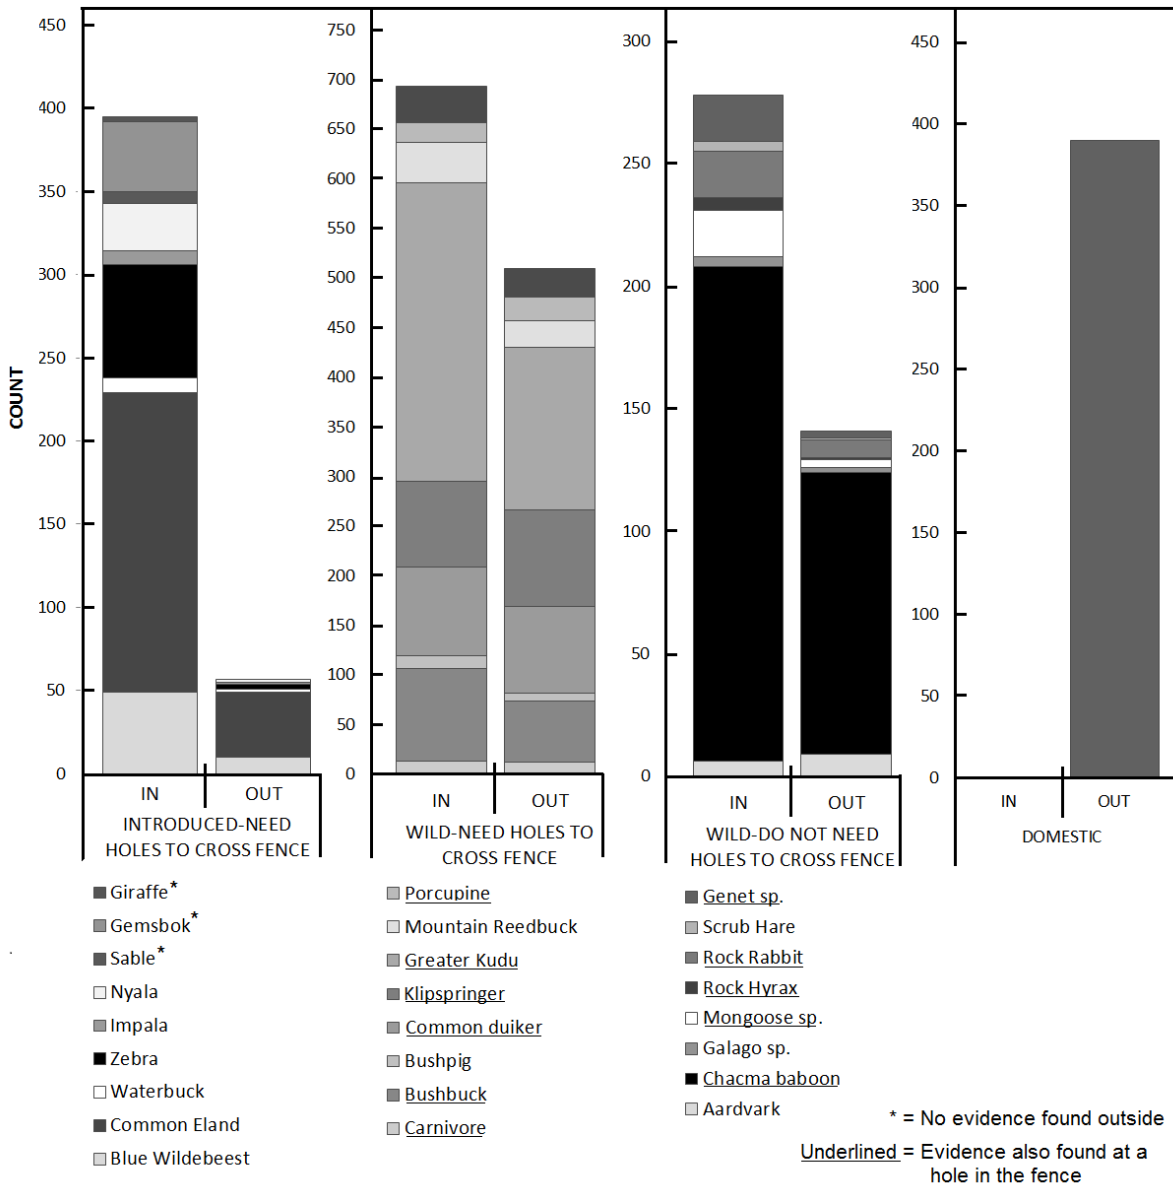 COUNT
450
400
350
300
250
200
150
100
50
0
IN OUT
INTRODUCED-NEED
HOLES TO CROSS FENCE
750
700
650
600
550
500
450
400
350
300
250
200
150
100
50
0
IN OUT
WILD-NEED HOLES TO
CROSS FENCE
300
250
200
150
100
50
0
IN OUT
WILD-DO NOT NEED
HOLES TO CROSS FENCE
450
400
350
300
250
200
150
100
50
0
IN OUT
DOMESTIC
Giraffe*
Gemsbok*
Sable*
Nyala
Impala
Zebra
Waterbuck
Common Eland
Blue Wildebeest
Porcupine
Mountain Reedbuck
Greater Kudu
Klipspringer
Common duiker
Bushpig
Bushbuck
Carnivore
Genet sp.
Scrub Hare
Rock Rabbit
Rock Hyrax
Mongoose sp.
Galago sp.
Chacma baboon
Aardvark
* = No evidence found outside
Underlined = Evidence also found at a
hole in the fence